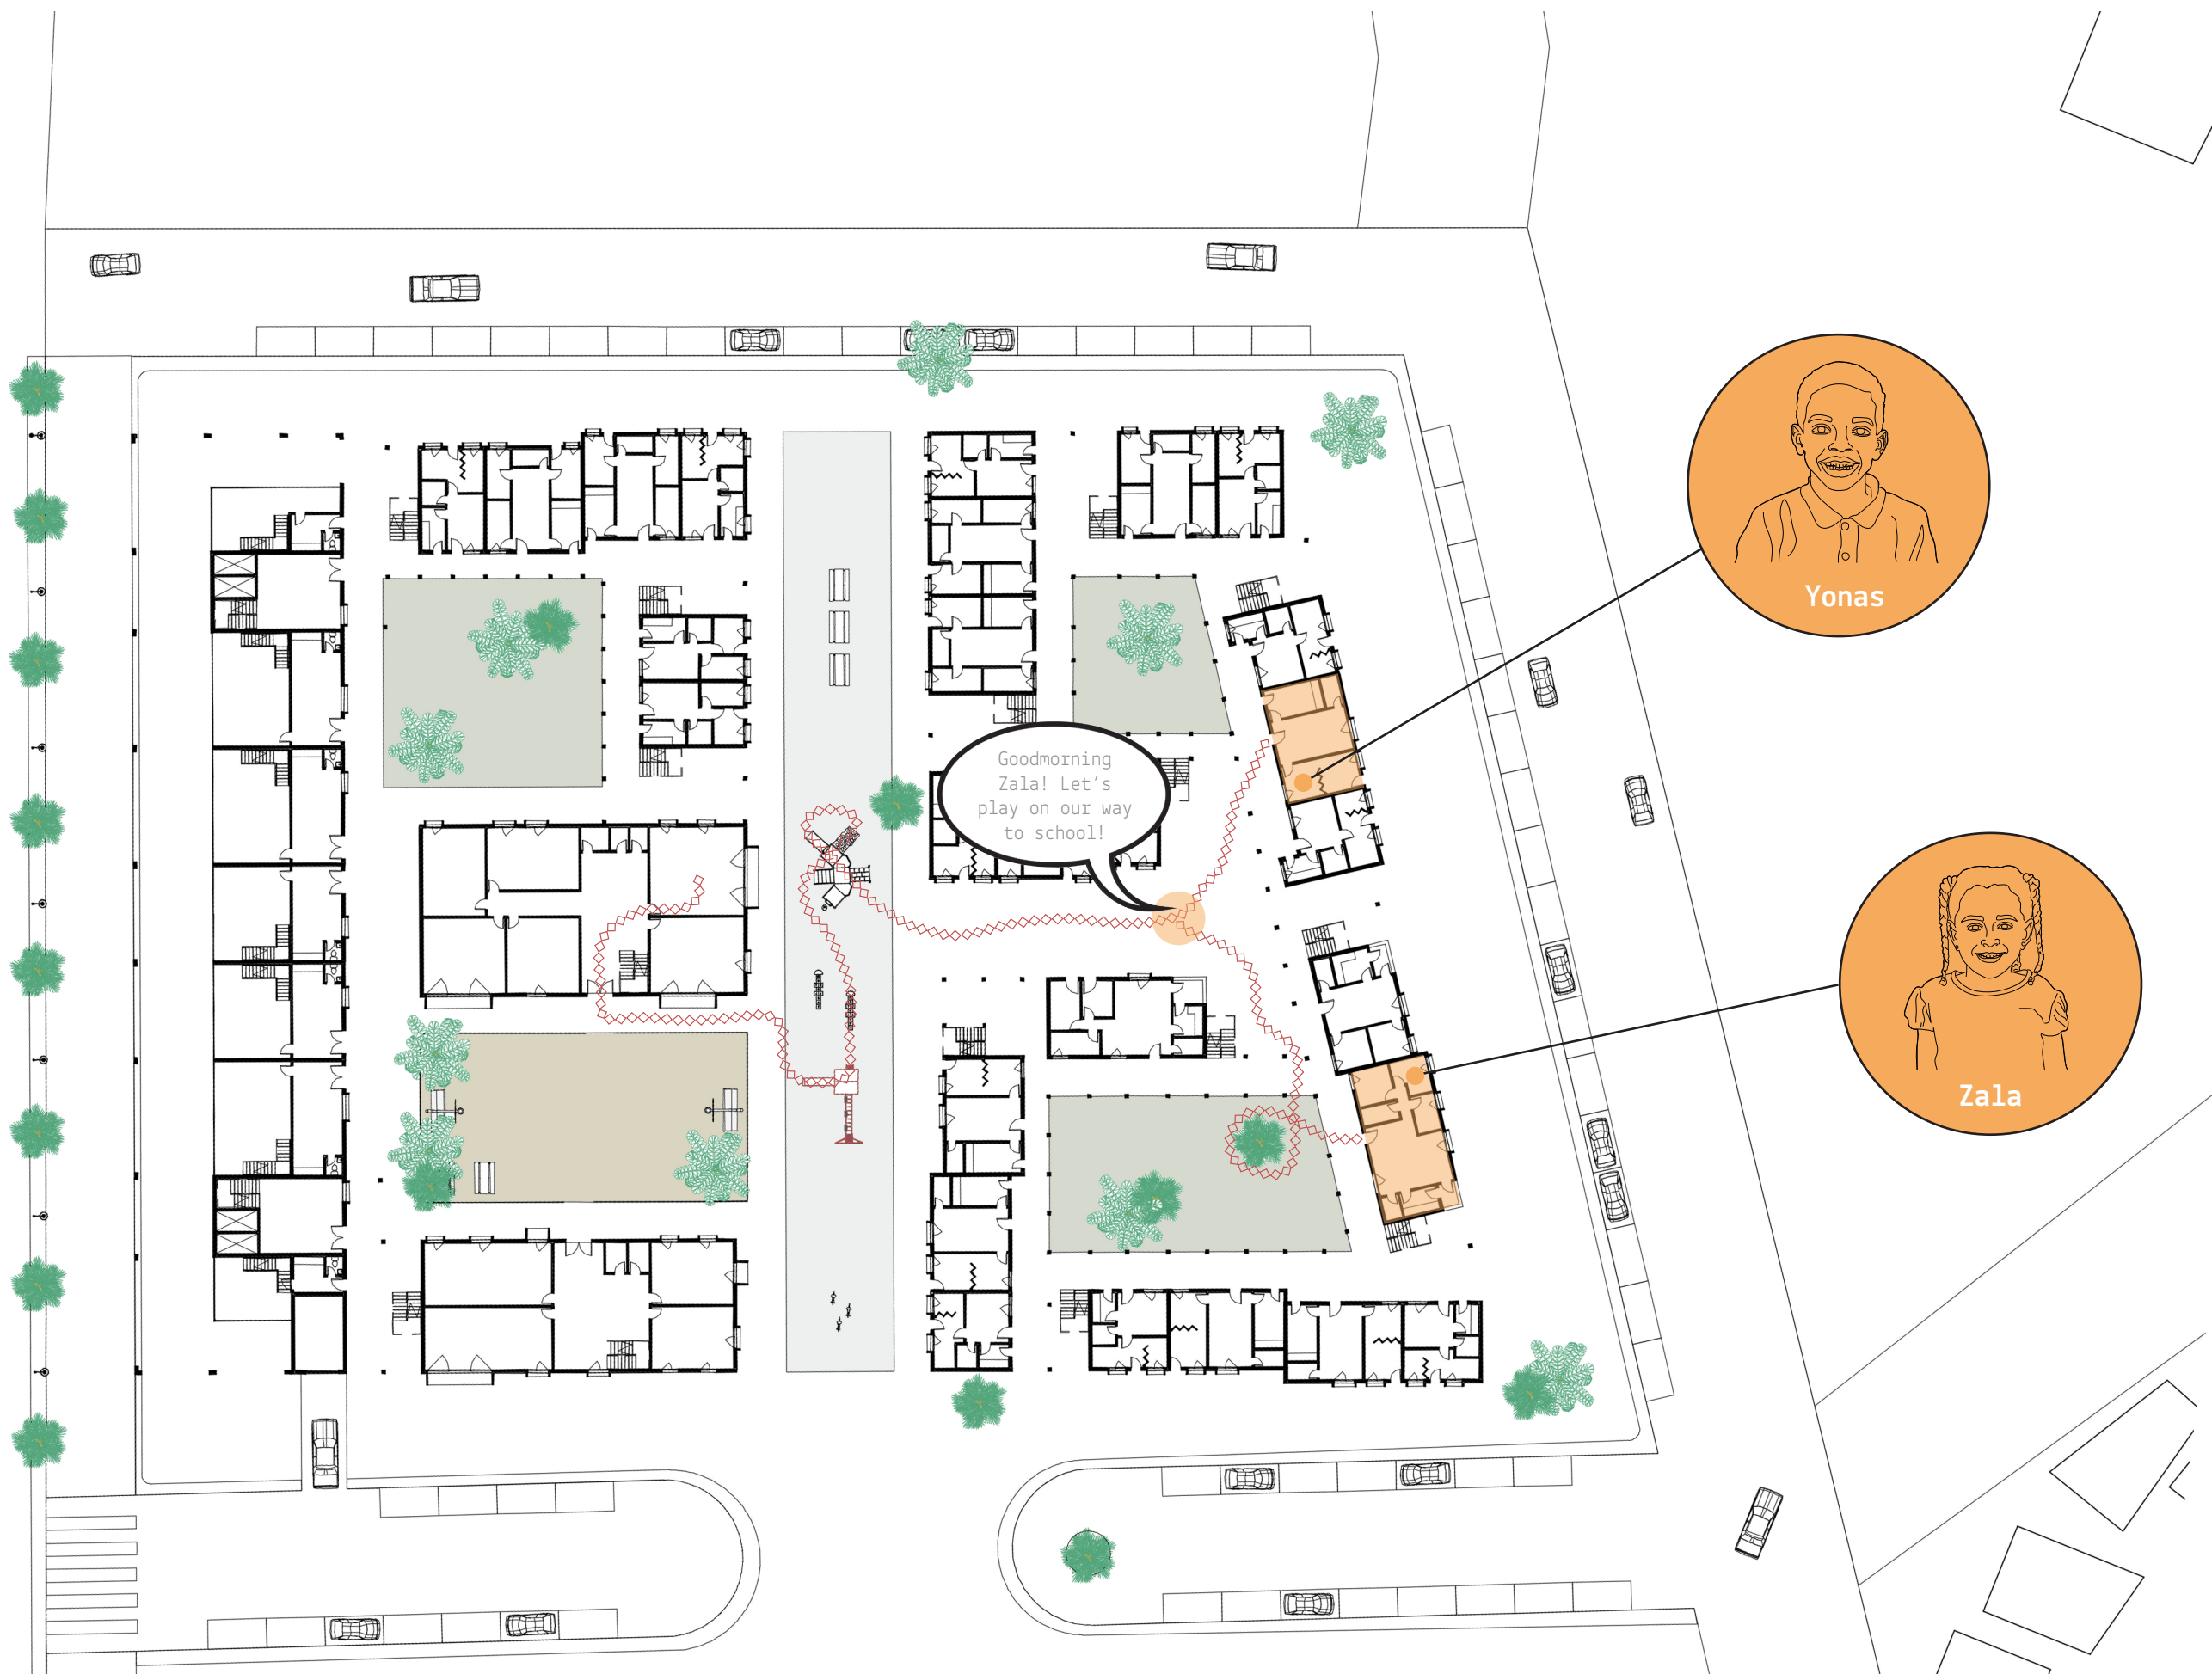 Yonas
Goodmorning
Zala! Let's
play on our way
to school!
Zala